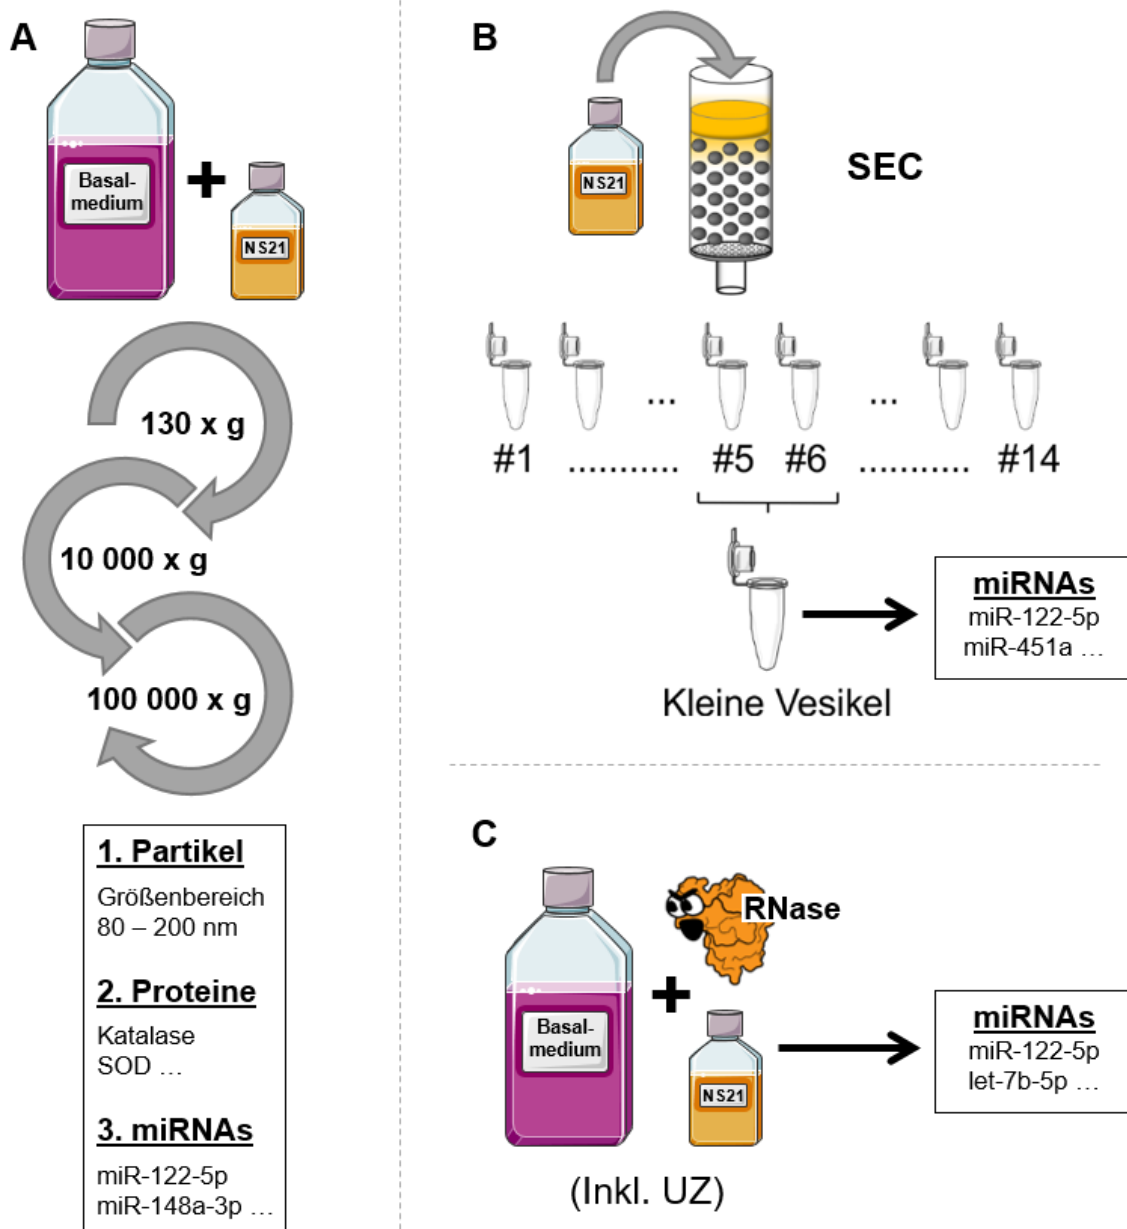 A
Basal-
medium
+
NS21
130 x g
10 000 x g
100 000 x g
1. Partikel
Größenbereich
80 – 200 nm
2. Proteine
Katalase
SOD …
3. miRNAs
miR-122-5p
miR-148a-3p …
B
NS21
SEC
... ...
#1 ........... #5 #6 ........... #14
miRNAs
miR-122-5p
miR-451a …
Kleine Vesikel
C
RNase
+
Basal-
medium
NS21
(Inkl. UZ)
miRNAs
miR-122-5p
let-7b-5p …